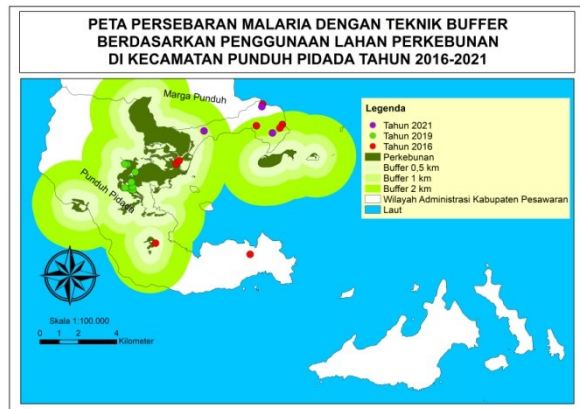 PETA PERSEBARAN MALARIA DENGAN TEKNIK BUFFER
BERDASARKAN PENGGUNAAN LAHAN PERKEBUNAN
DI KECAMATAN PUNDUH PIDADA TAHUN 2016-2021
Marga Punduh
Punduh Pidada
Legenda
Tahun 2021
Tahun 2019
Tahun 2016
Perkebunan
Buffer 0,5 km
Buffer 1 km
Buffer 2 km
Wilayah Administrasi Kabupaten Pesawaran
Laut
Skala 1:100.000
0 1 2 4
Kilometer